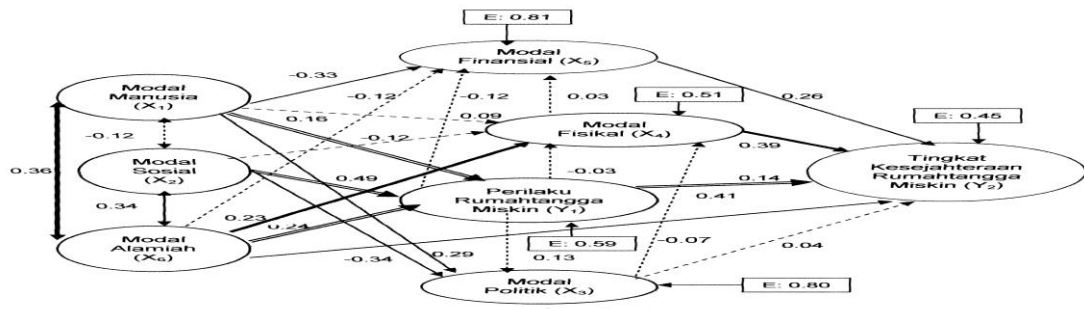 E: 0.81
Modal
Finansial (X5)
-0.33
Modal
Manusia
(X1)
-0.12
-0.12
0.03
E: 0.51
0.26
E: 0.45
0.16
0.09
Modal
Fisikal (X4)
-0.12
-0.12
0.39
0.36
Modal
Sosial
(X2)
Tingkat
Kesejahteraan
Rumahtangga
Miskin (Y2)
0.49
-0.03
0.14
Perilaku
Rumahtangga
Miskin (Y1)
0.34
0.23
0.24
0.41
Modal
Alamiah
(X6)
E: 0.59
-0.07
0.04
-0.34
0.29
0.13
Modal
Politik (X3)
E: 0.80